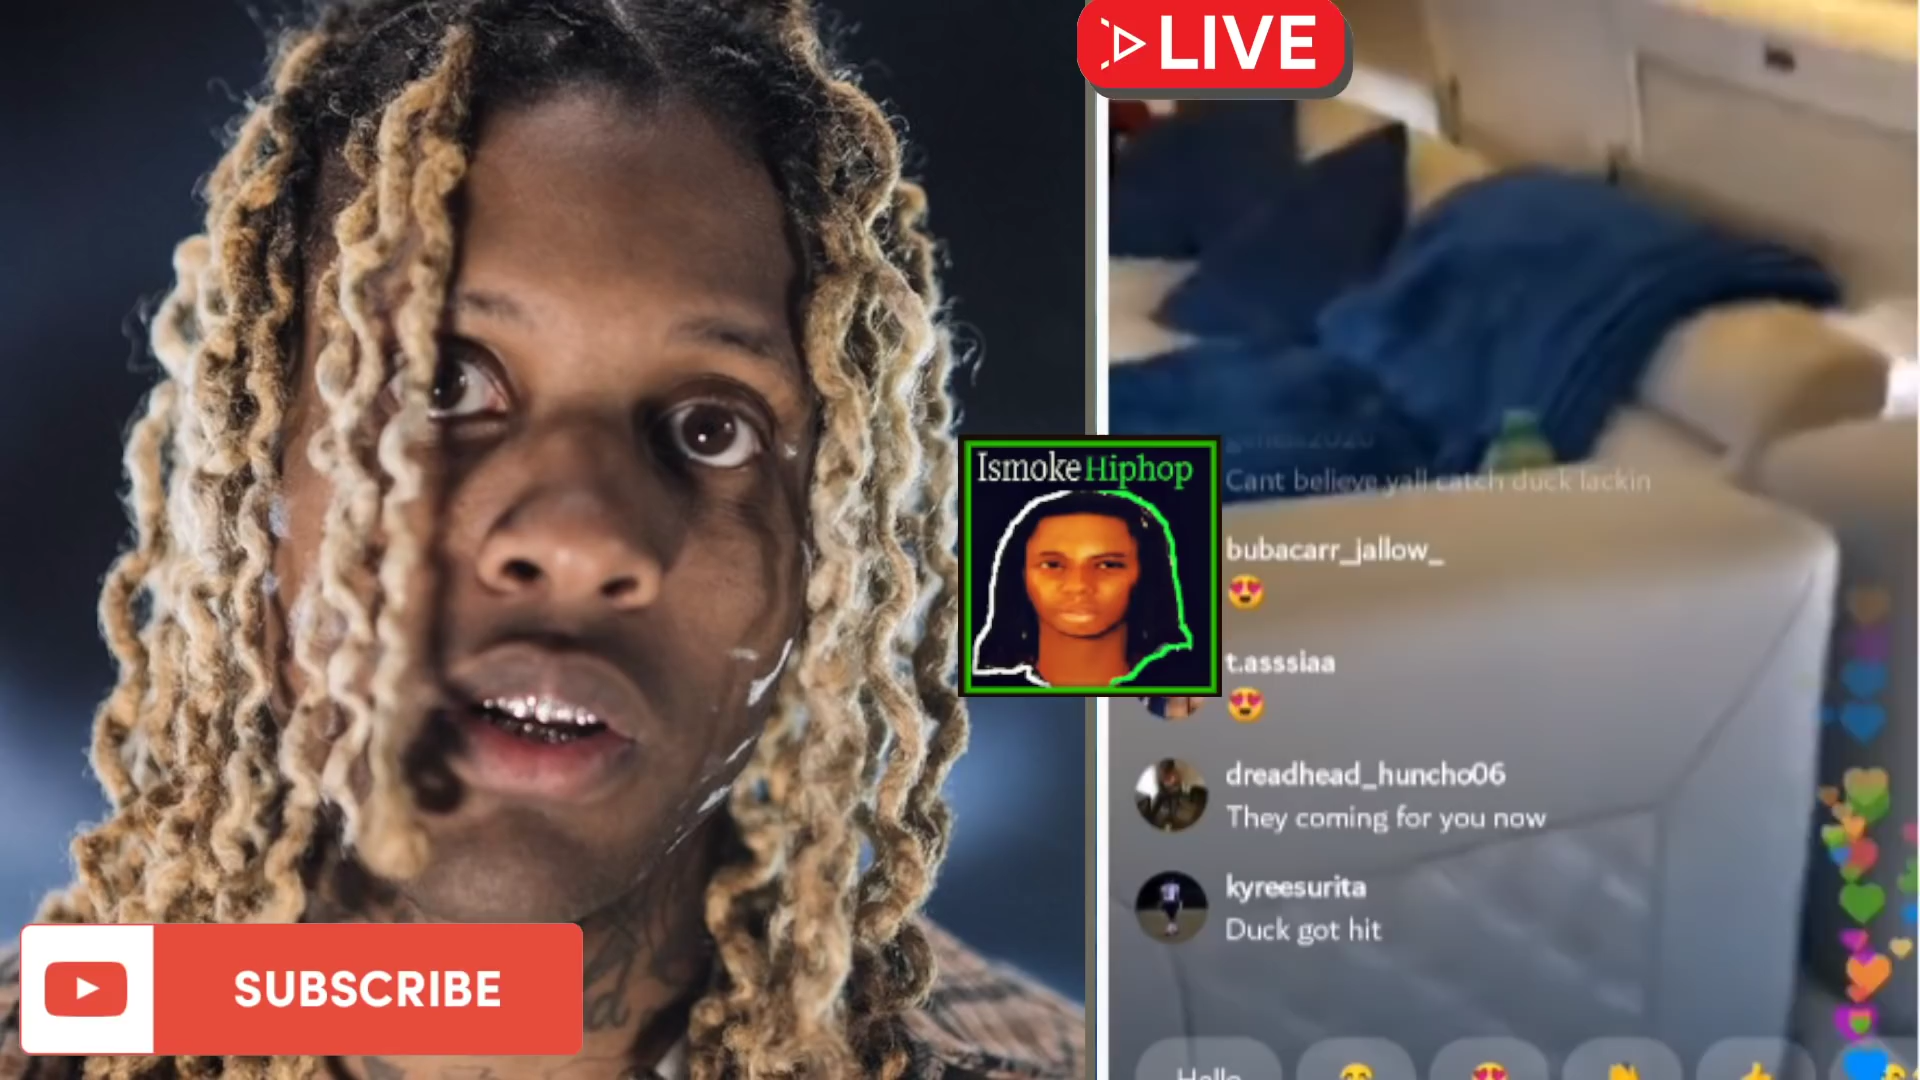 LIVE
Ismoke Hiphop
Cant believe yall catch duck lackin
bubacarr_jallow_
😍
t.asssiaa
😍
dreadhead_huncho06
They coming for you now
kyreesurita
Duck got hit
SUBSCRIBE